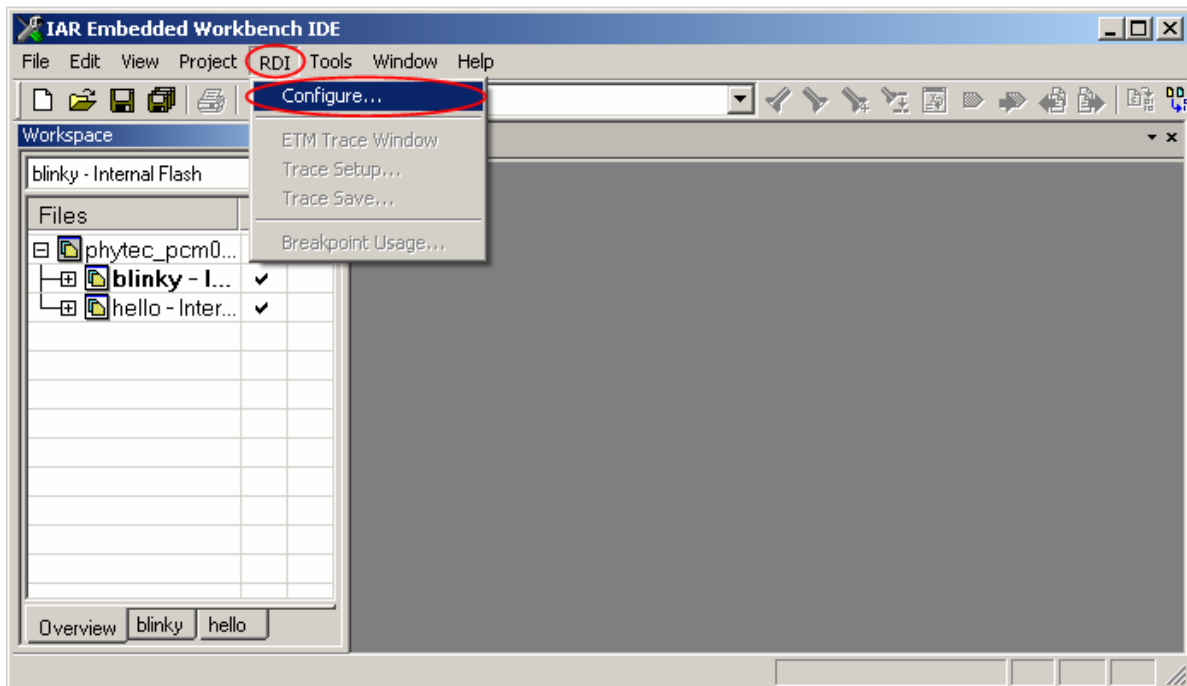 IAR Embedded Workbench IDE
File Edit View Project RDI Tools Window Help
Configure...
Workspace
ETM Trace Window
blinky - Internal Flash
Trace Setup...
Trace Save...
Files
Breakpoint Usage...
phytec_pcm0...
blinky - I...
hello - Inter...
Overview blinky hello